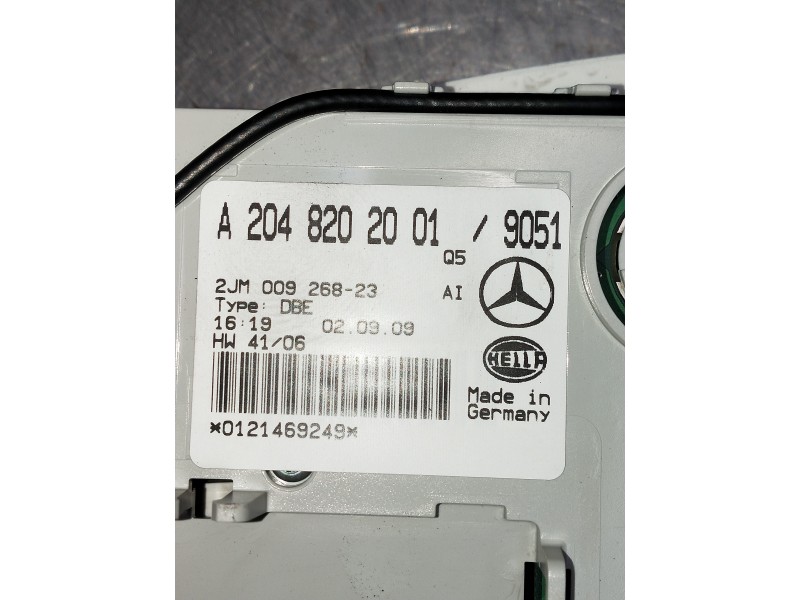 A 204 820 20 01 / 9051
Q5
2JM 009 268-23
AI
Type: DBE
16:19 02.09.09
HW 41/06
HELLA
Made in
Germany
*0121469249*